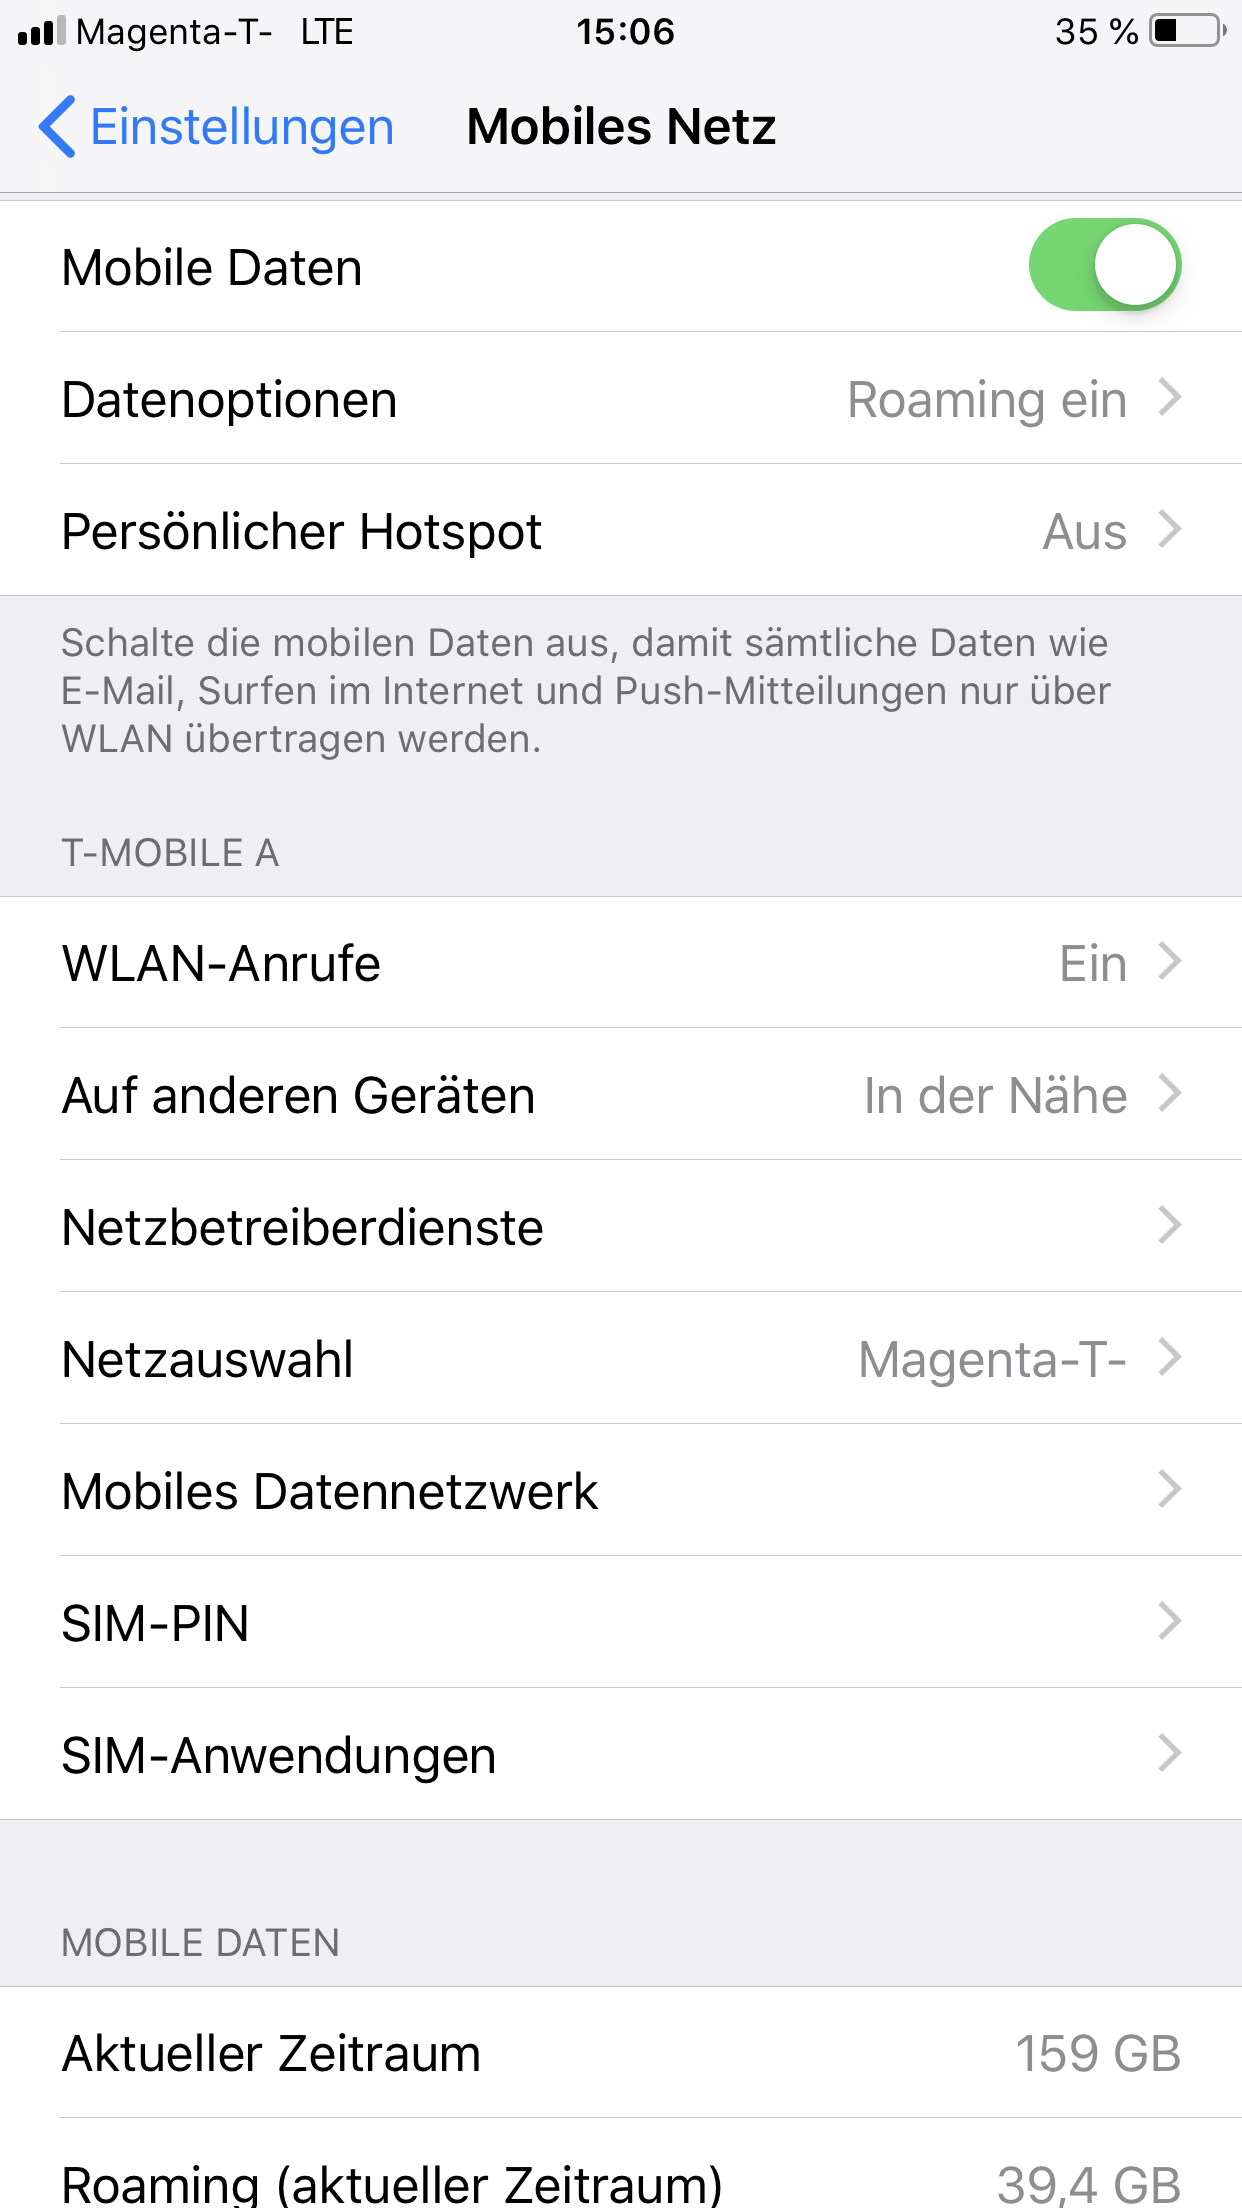 Magenta-T- LTE 15:06 35 %
Einstellungen Mobiles Netz
Mobile Daten
Datenoptionen Roaming ein
Persönlicher Hotspot Aus
Schalte die mobilen Daten aus, damit sämtliche Daten wie
E-Mail, Surfen im Internet und Push-Mitteilungen nur über
WLAN übertragen werden.
T-MOBILE A
WLAN-Anrufe Ein
Auf anderen Geräten In der Nähe
Netzbetreiberdienste
Netzauswahl Magenta-T-
Mobiles Datennetzwerk
SIM-PIN
SIM-Anwendungen
MOBILE DATEN
Aktueller Zeitraum 159 GB
Roaming (aktueller Zeitraum) 39,4 GB